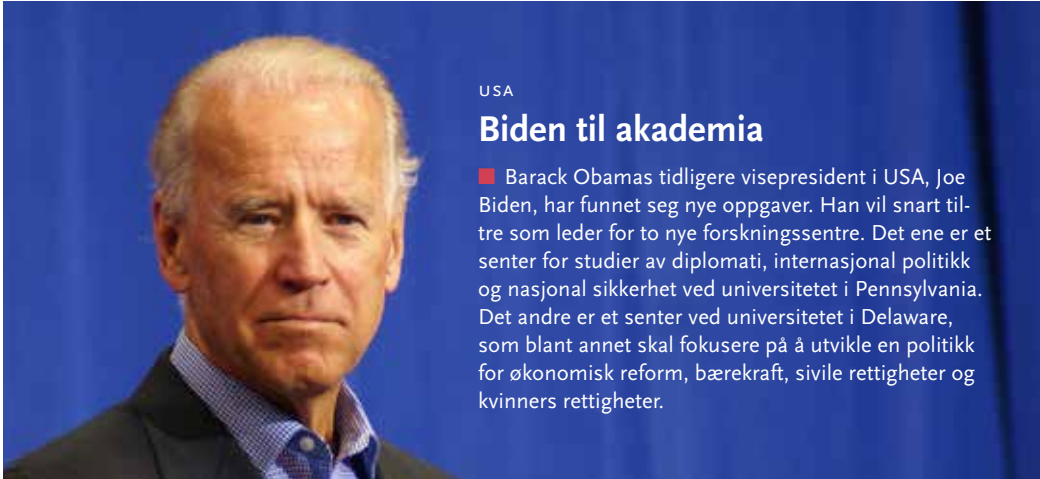 USA
Biden til akademia
Barack Obamas tidligere visepresident i USA, Joe
Biden, har funnet seg nye oppgaver. Han vil snart til-
tre som leder for to nye forskningssentre. Det ene er et
senter for studier av diplomati, internasjonal politikk
og nasjonal sikkerhet ved universitetet i Pennsylvania.
Det andre er et senter ved universitetet i Delaware,
som blant annet skal fokusere på å utvikle en politikk
for økonomisk reform, bærekraft, sivile rettigheter og
kvinners rettigheter.